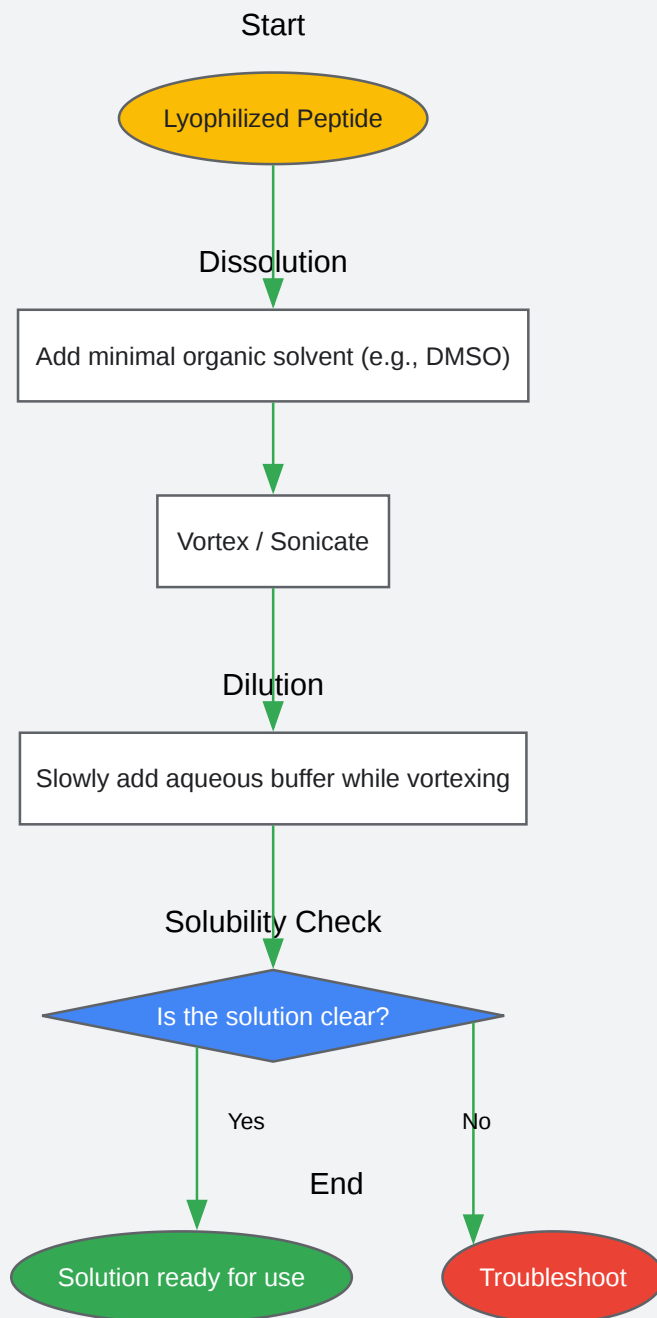 Start
Lyophilized Peptide
Dissolution
Add minimal organic solvent (e.g., DMSO)
Vortex / Sonicate
Dilution
Slowly add aqueous buffer while vortexing
Solubility Check
Is the solution clear?
Yes
No
End
Solution ready for use
Troubleshoot